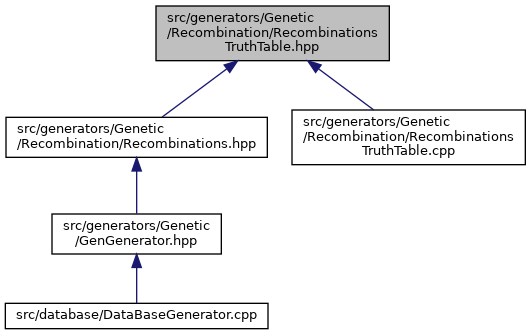 src/generators/Genetic
/Recombination/Recombinations
TruthTable.hpp
src/generators/Genetic
/Recombination/Recombinations.hpp
src/generators/Genetic
/Recombination/Recombinations
TruthTable.cpp
src/generators/Genetic
/GenGenerator.hpp
src/database/DataBaseGenerator.cpp